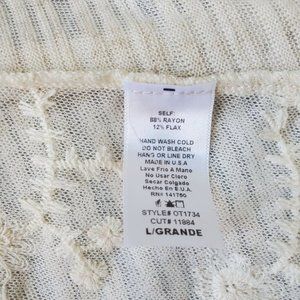 SELF:
88% RAYON
12% FLAX
HAND WASH COLD
DO NOT BLEACH
HANG OR LINE DRY
MADE IN U.S.A
Lave Frio A Mano
No Usar Cloro
Secar Colgado
Hecho En E.U.A.
RN# 141760
STYLE# OT1734
CUT# 11884
L/GRANDE